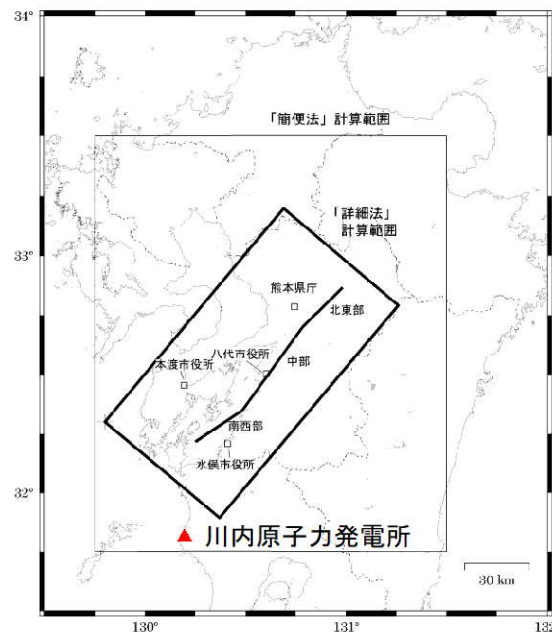 34°
「簡便法」計算範囲
「詳細法」
計算範囲
33°
熊本県庁
北東部
八代市役所
中部
本渡市役所
南西部
水俣市役所
32°
川内原子力発電所
30 km
130°
131°